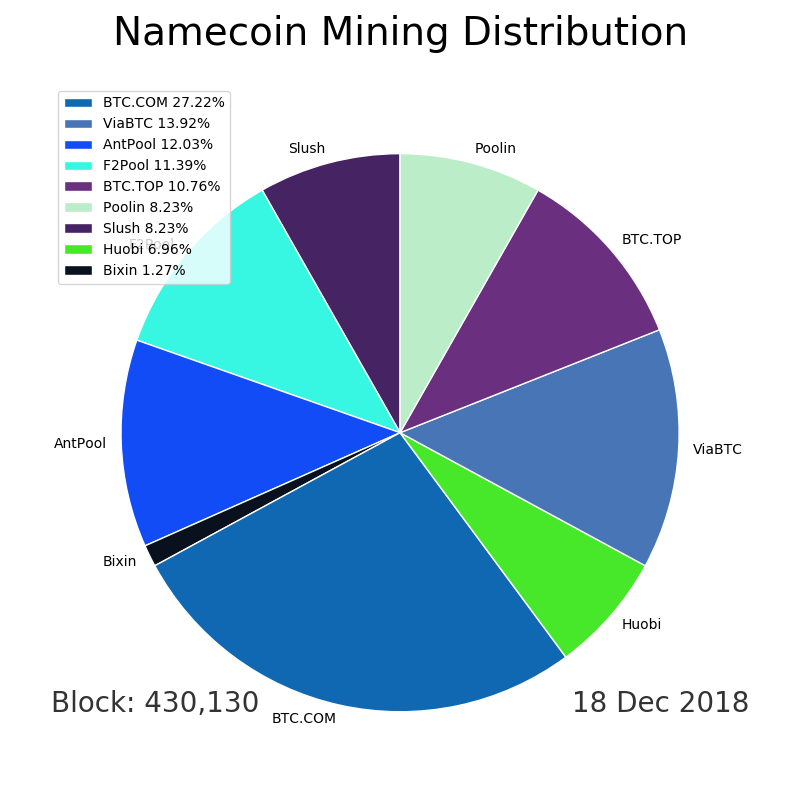 Namecoin Mining Distribution
BTC.COM 27.22%
ViaBTC 13.92%
AntPool 12.03%
F2Pool 11.39%
BTC.TOP 10.76%
Poolin 8.23%
Slush 8.23%
Huobi 6.96%
Bixin 1.27%
Slush
Poolin
F2Pool
BTC.TOP
AntPool
ViaBTC
Bixin
Huobi
Block: 430,130
18 Dec 2018
BTC.COM